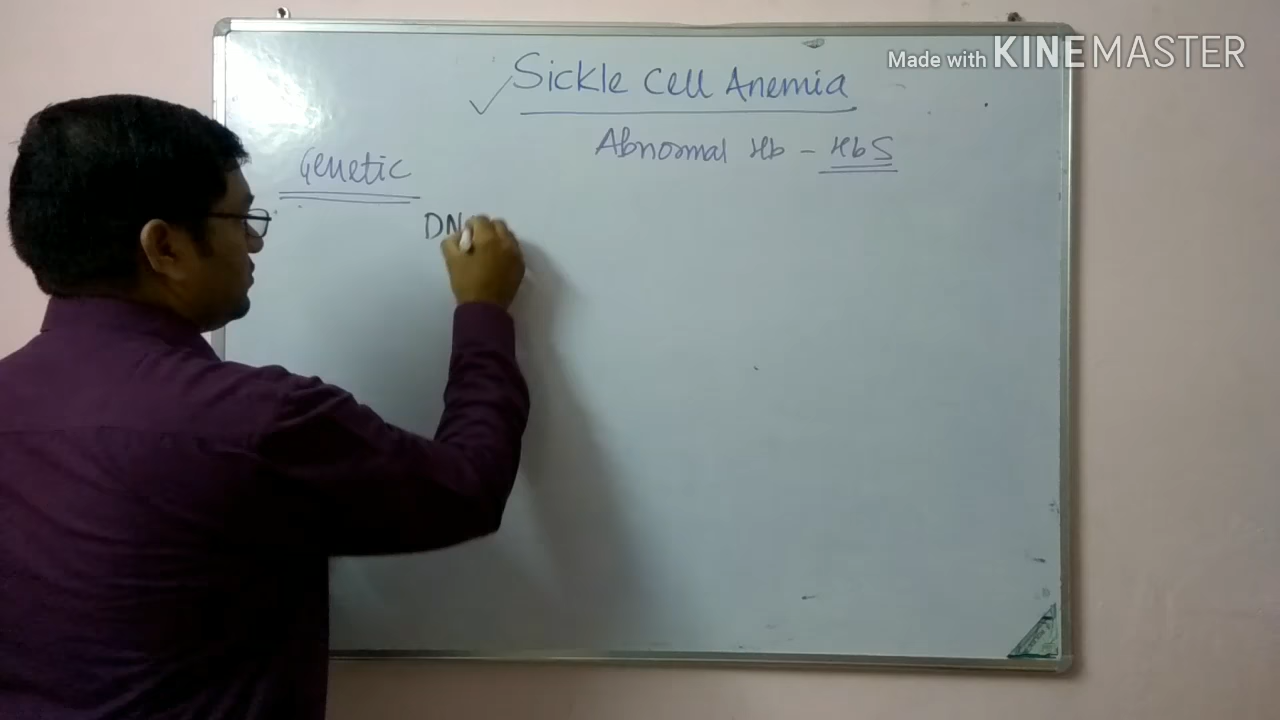 Made with KINEMASTER
Sickle Cell Anemia
Abnormal Hb - HbS
Genetic
DN